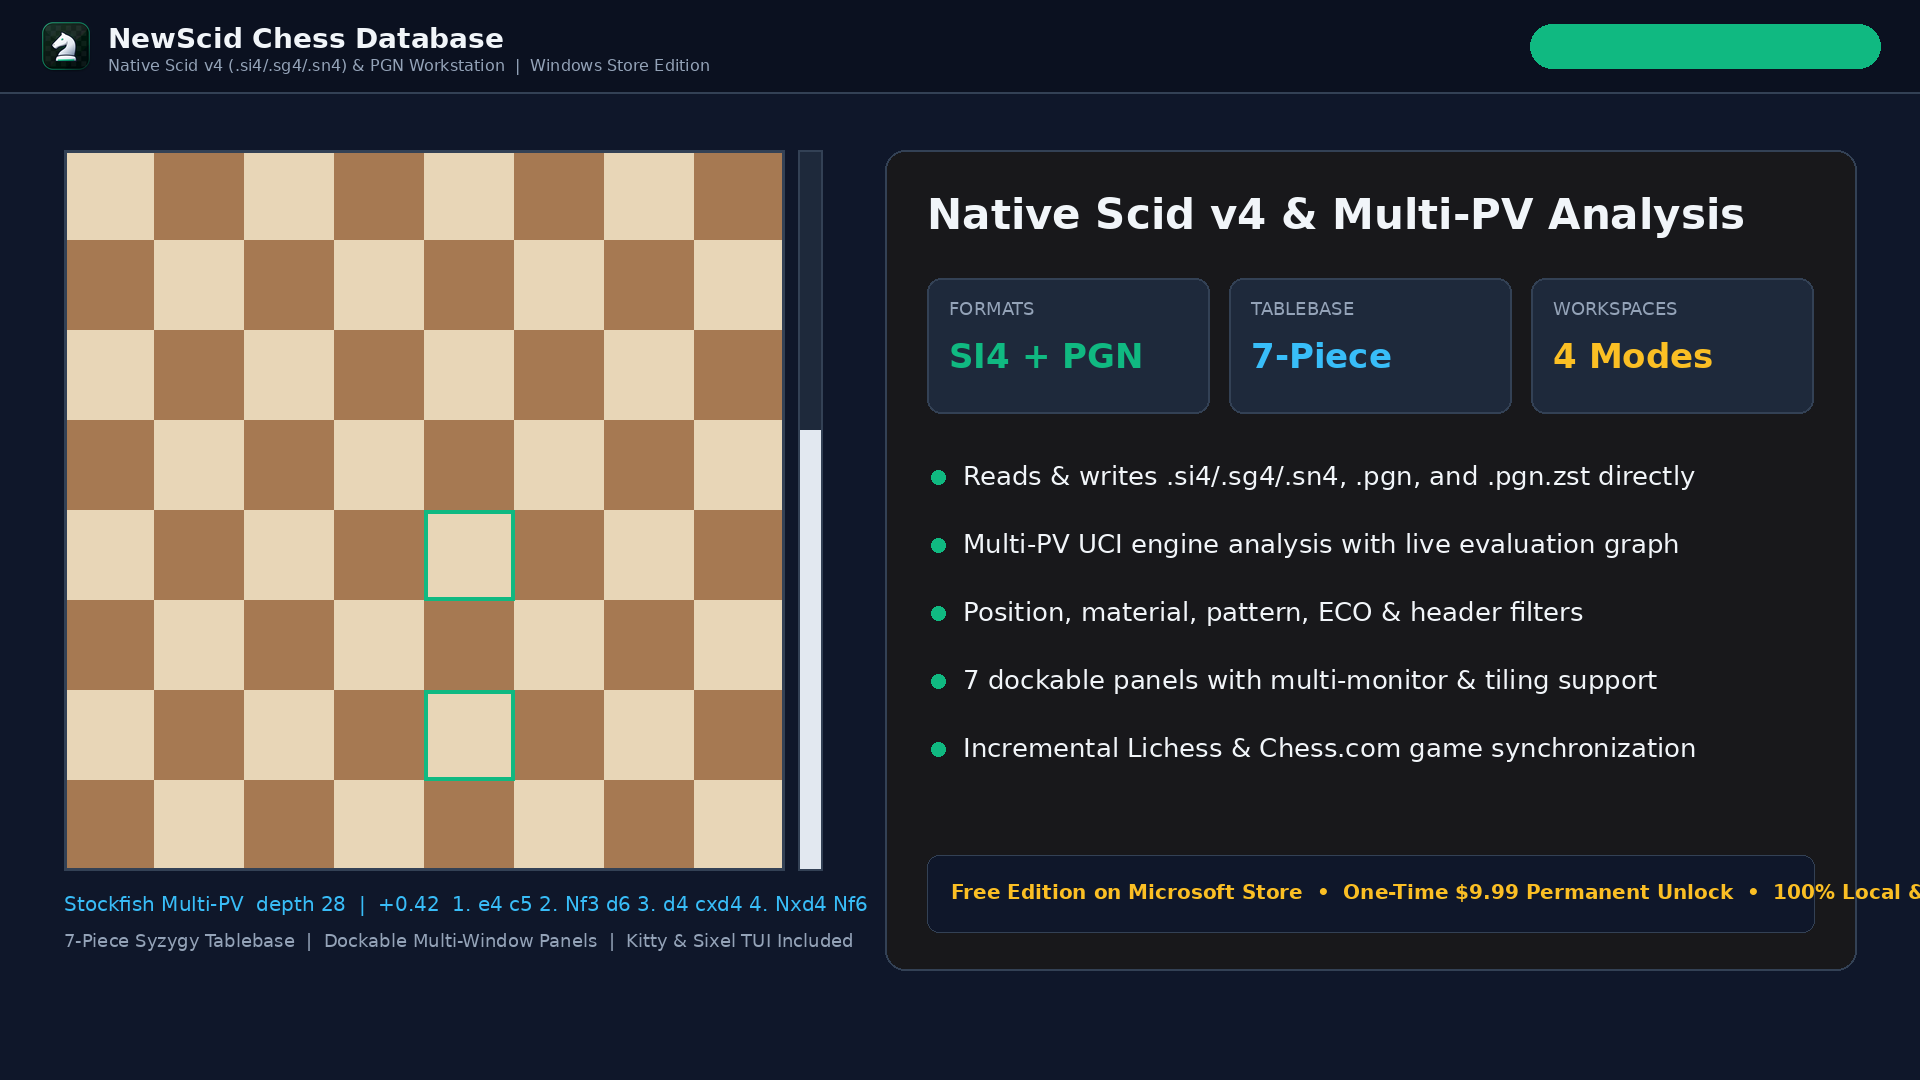 NewScid Chess Database
Native Scid v4 (.si4/.sg4/.sn4) & PGN Workstation | Windows Store Edition
Stockfish Multi-PV depth 28 | +0.42 1. e4 c5 2. Nf3 d6 3. d4 cxd4 4. Nxd4 Nf6
7-Piece Syzygy Tablebase | Dockable Multi-Window Panels | Kitty & Sixel TUI Included
Native Scid v4 & Multi-PV Analysis
FORMATS
SI4 + PGN
TABLEBASE
7-Piece
WORKSPACES
4 Modes
Reads & writes .si4/.sg4/.sn4, .pgn, and .pgn.zst directly
Multi-PV UCI engine analysis with live evaluation graph
Position, material, pattern, ECO & header filters
7 dockable panels with multi-monitor & tiling support
Incremental Lichess & Chess.com game synchronization
Free Edition on Microsoft Store • One-Time $9.99 Permanent Unlock • 100% Local &